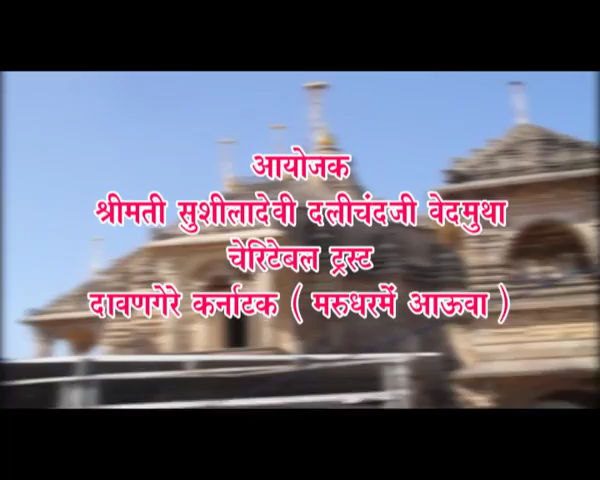 आयोजक
श्रीमती सुशीलादेवी दलीचंदजी वेदमुथा
चेरिटेबल ट्रस्ट
दावणगेरे कर्नाटक ( मरुधरमें आऊवा )